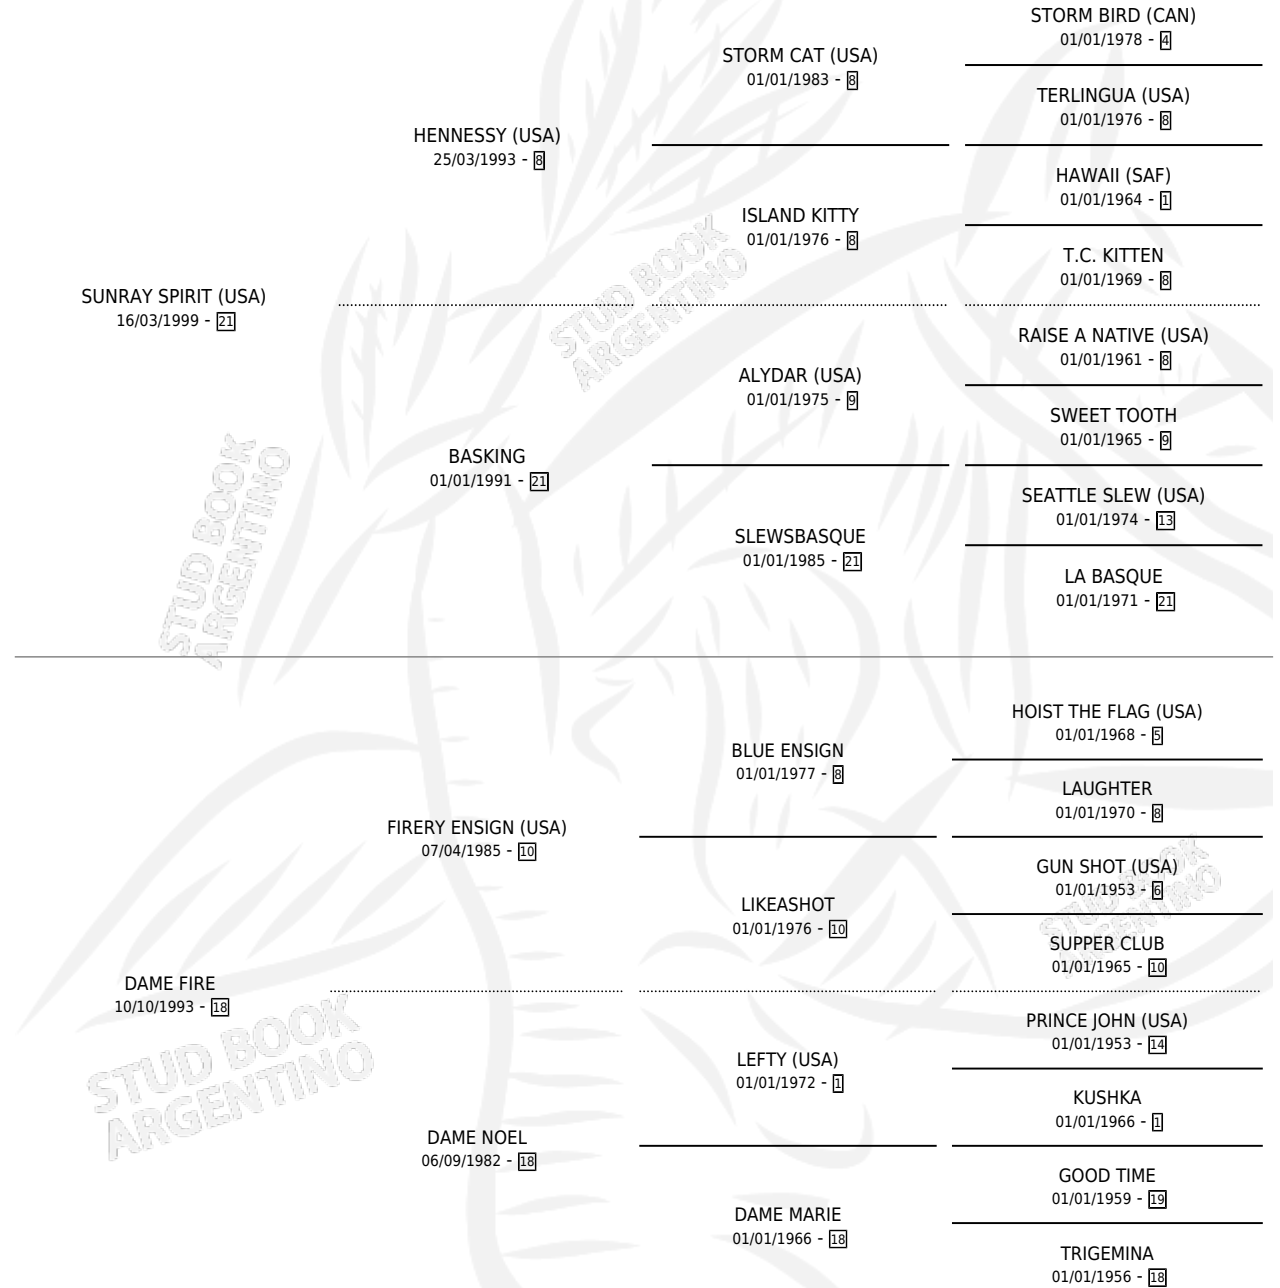 STORM BIRD (CAN)
01/01/1978 - 4
STORM CAT (USA)
01/01/1983 - 8
TERLINGUA (USA)
01/01/1976 - 8
HENNESSY (USA)
25/03/1993 - 8
HAWAII (SAF)
01/01/1964 - 1
ISLAND KITTY
01/01/1976 - 8
T.C. KITTEN
01/01/1969 - 8
SUNRAY SPIRIT (USA)
16/03/1999 - 21
RAISE A NATIVE (USA)
01/01/1961 - 8
ALYDAR (USA)
01/01/1975 - 9
SWEET TOOTH
01/01/1965 - 9
BASKING
01/01/1991 - 21
SEATTLE SLEW (USA)
01/01/1974 - 13
SLEWSBASQUE
01/01/1985 - 21
LA BASQUE
01/01/1971 - 21
HOIST THE FLAG (USA)
01/01/1968 - 5
BLUE ENSIGN
01/01/1977 - 8
LAUGHTER
01/01/1970 - 8
FIRERY ENSIGN (USA)
07/04/1985 - 10
GUN SHOT (USA)
01/01/1953 - 6
LIKEASHOT
01/01/1976 - 10
SUPPER CLUB
01/01/1965 - 10
DAME FIRE
10/10/1993 - 18
PRINCE JOHN (USA)
01/01/1953 - 14
LEFTY (USA)
01/01/1972 - 1
KUSHKA
01/01/1966 - 1
DAME NOEL
06/09/1982 - 18
GOOD TIME
01/01/1959 - 19
DAME MARIE
01/01/1966 - 18
TRIGEMINA
01/01/1956 - 18
STUD BOOK
ARGENTINO
STUD BOOK
ARGENTINO
STUD BOOK
ARGENTINO
STUD BOOK
ARGENTINO